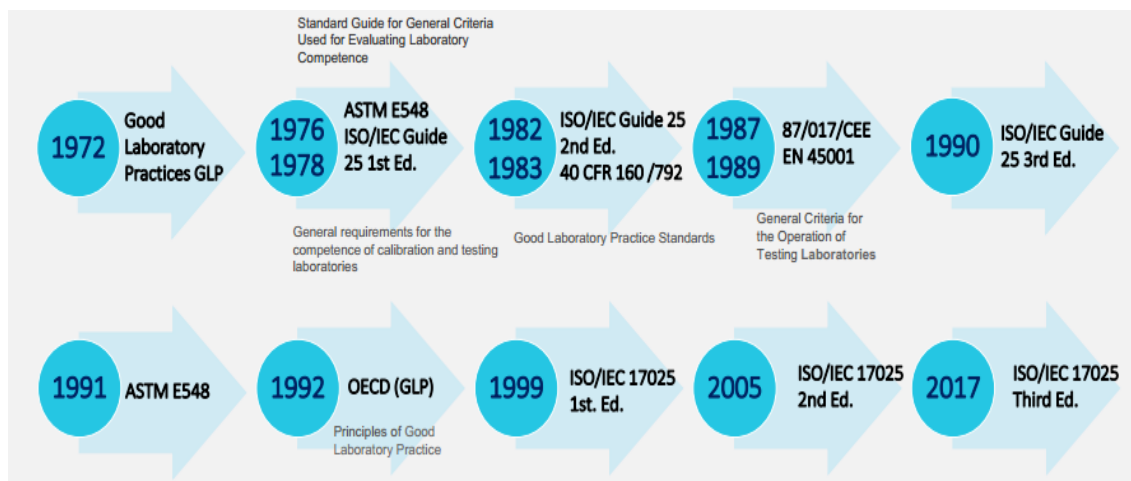 Standard Guide for General Criteria
Used for Evaluating Laboratory
Competence
1972
Good
Laboratory
Practices GLP
1976
1978
ASTM E548
ISO/IEC Guide
25 1st Ed.
1982
1983
ISO/IEC Guide 25
2nd Ed.
40 CFR 160 /792
1987
1989
87/017/CEE
EN 45001
1990
ISO/IEC Guide
25 3rd Ed.
General requirements for the
competence of calibration and testing
laboratories
Good Laboratory Practice Standards
General Criteria for
the Operation of
Testing Laboratories
1991
ASTM E548
1992
OECD (GLP)
Principles of Good
Laboratory Practice
1999
ISO/IEC 17025
1st. Ed.
2005
ISO/IEC 17025
2nd Ed.
2017
ISO/IEC 17025
Third Ed.